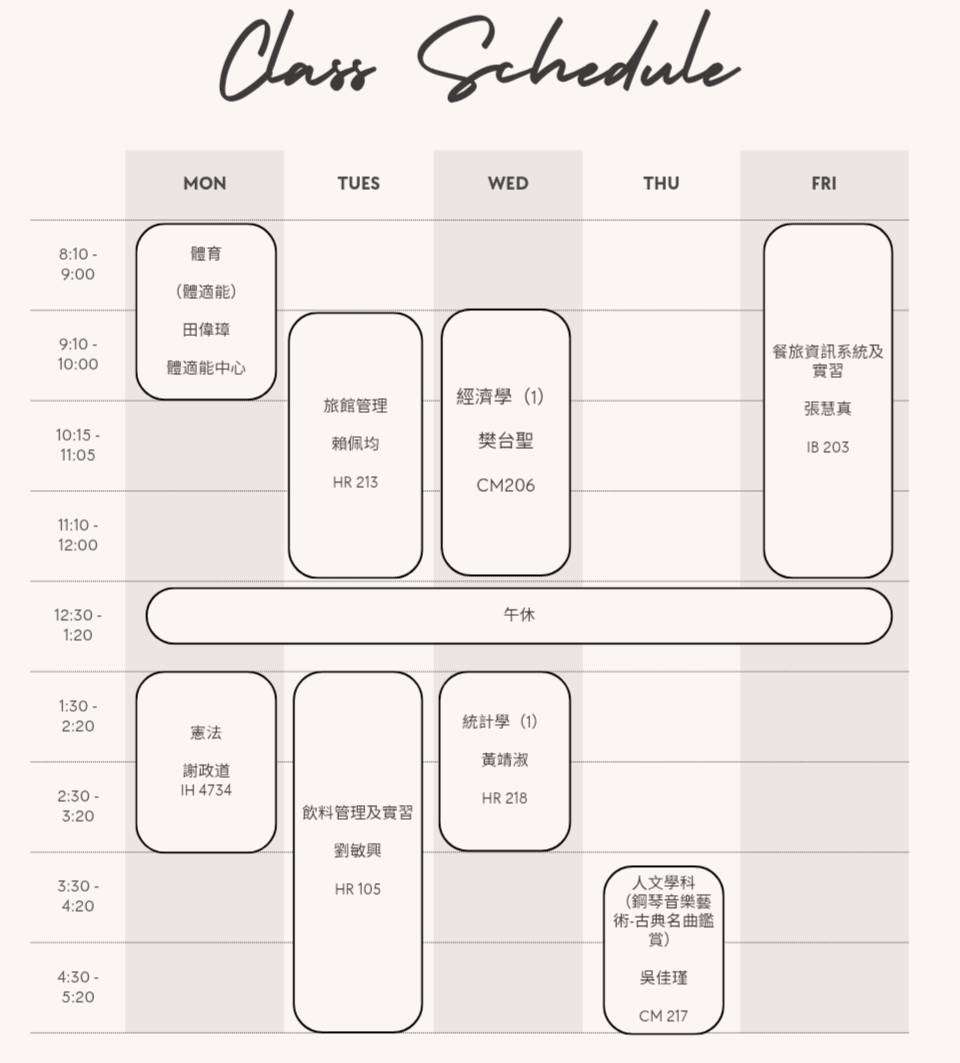 Class Schedule
MON
TUES
WED
THU
FRI
8:10 -
9:00
9:10 -
10:00
10:15 -
11:05
11:10 -
12:00
12:30 -
1:20
1:30 -
2:20
2:30 -
3:20
3:30 -
4:20
4:30 -
5:20
體育
（體適能）
田偉璋
體適能中心
旅館管理
賴佩均
HR 213
經濟學（1）
樊台聖
CM206
餐旅資訊系統及
實習
張慧真
IB 203
午休
憲法
謝政道
IH 4734
飲料管理及實習
劉敏興
HR 105
統計學（1）
黃靖淑
HR 218
人文學科
（鋼琴音樂藝
術-古典名曲鑑
賞）
吳佳瑾
CM 217